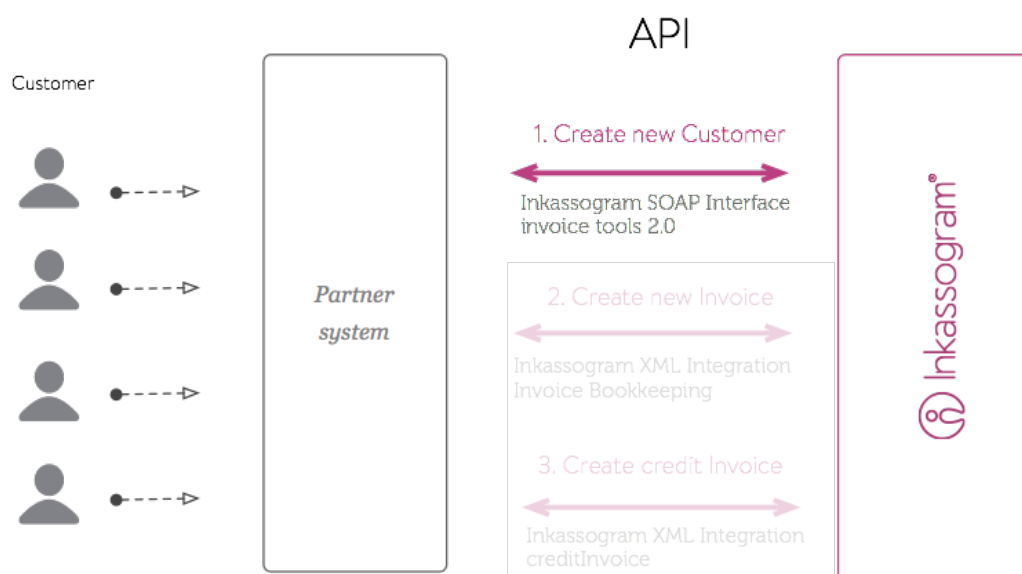 API
Customer
1. Create new Customer
Inkassogram SOAP Interface
invoice tools 2.0
Partner
system
2. Create new Invoice
Inkassogram XML Integration
Invoice Bookkeeping
3. Create credit Invoice
Inkassogram XML Integration
creditInvoice
Inkassogram®